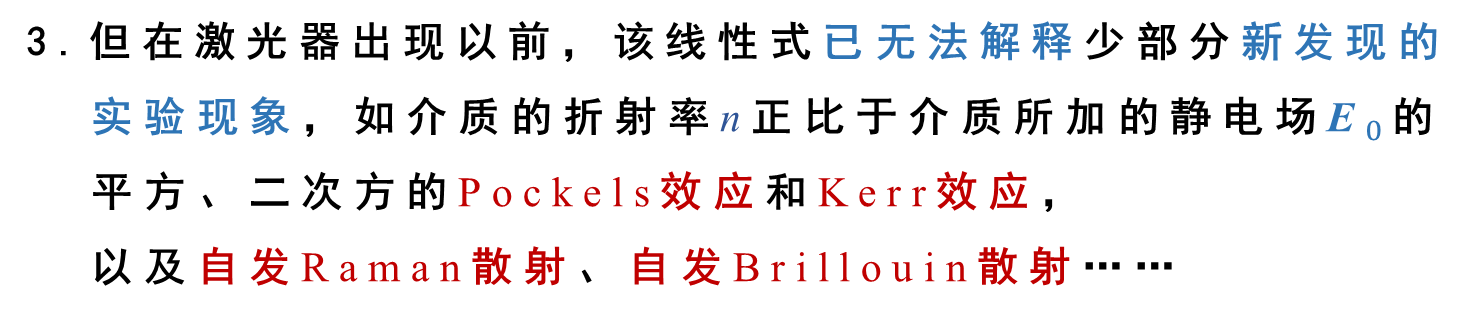 3.但在激光器出现以前，该线性式已无法解释少部分新发现的
实验现象，如介质的折射率n正比于介质所加的静电场E0的
平方、二次方的Pockels效应和Kerr效应，
以及自发Raman散射、自发Brillouin散射……